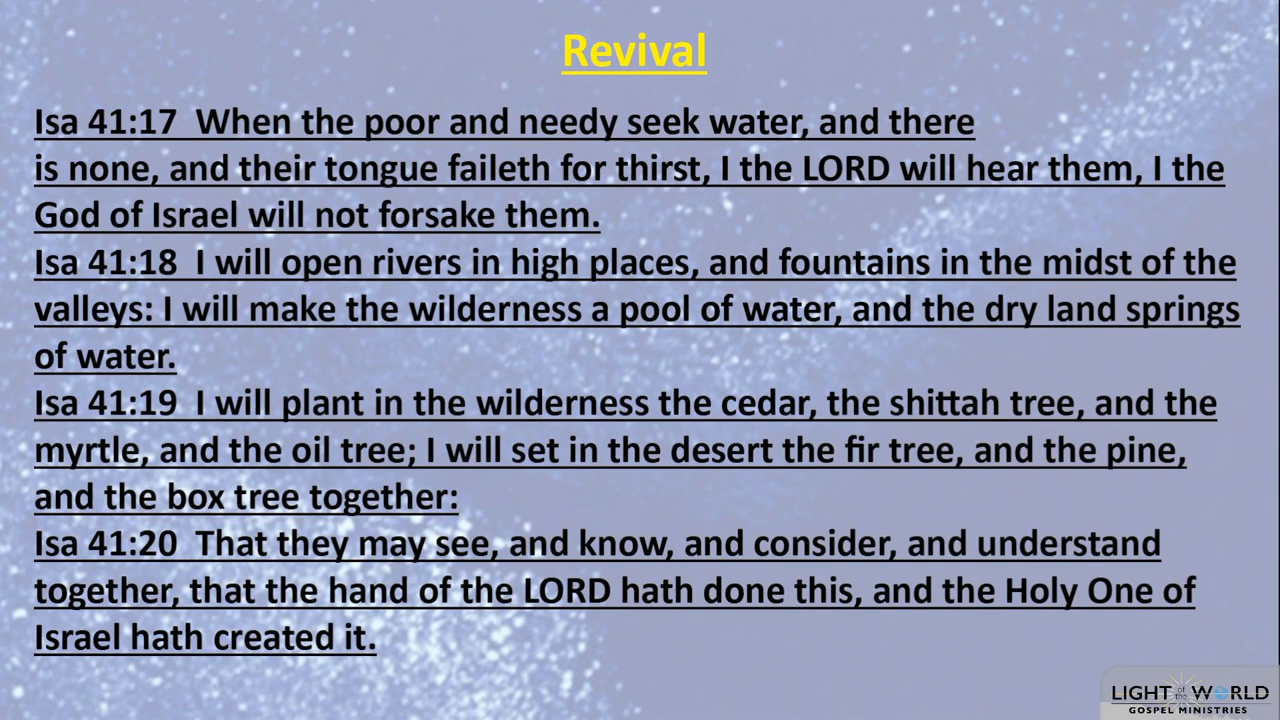 Revival
Isa 41:17  When the poor and needy seek water, and there
is none, and their tongue faileth for thirst, I the LORD will hear them, I the
God of Israel will not forsake them.
Isa 41:18  I will open rivers in high places, and fountains in the midst of the
valleys: I will make the wilderness a pool of water, and the dry land springs
of water.
Isa 41:19  I will plant in the wilderness the cedar, the shittah tree, and the
myrtle, and the oil tree; I will set in the desert the fir tree, and the pine,
and the box tree together:
Isa 41:20  That they may see, and know, and consider, and understand
together, that the hand of the LORD hath done this, and the Holy One of
Israel hath created it.
LIGHT of the WORLD
GOSPEL MINISTRIES